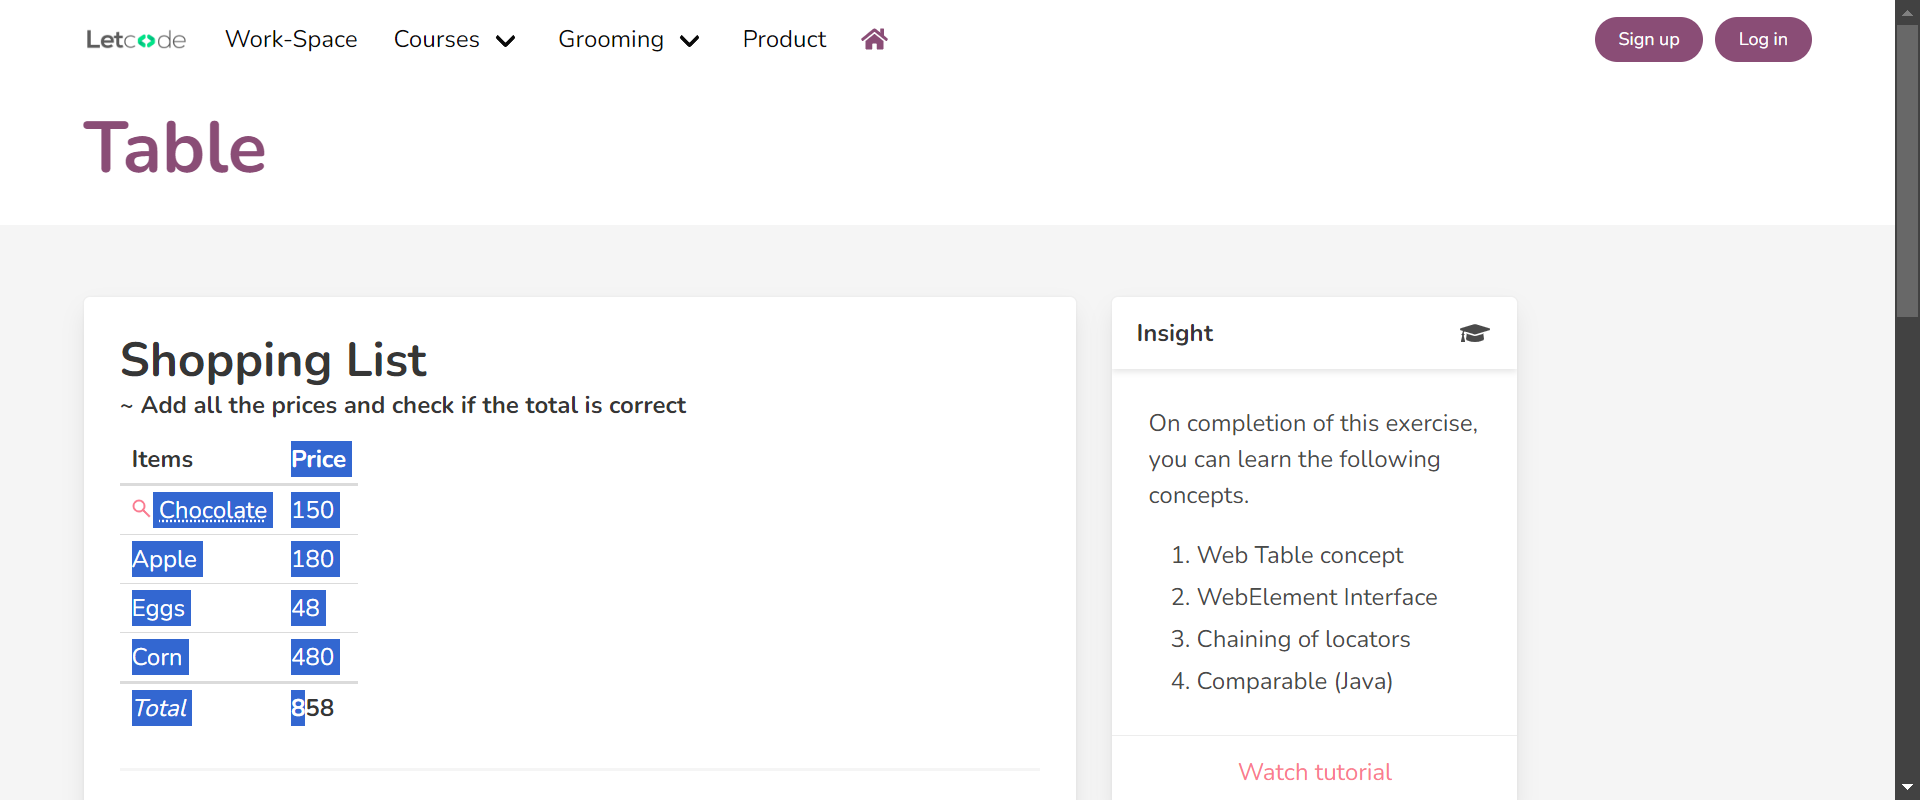 Letcode Work-Space Courses Grooming Product Sign up Log in
Table
Shopping List
~ Add all the prices and check if the total is correct
Items Price
Chocolate 150
Apple 180
Eggs 48
Corn 480
Total 858
Insight
On completion of this exercise,
you can learn the following
concepts.
1. Web Table concept
2. WebElement Interface
3. Chaining of locators
4. Comparable (Java)
Watch tutorial